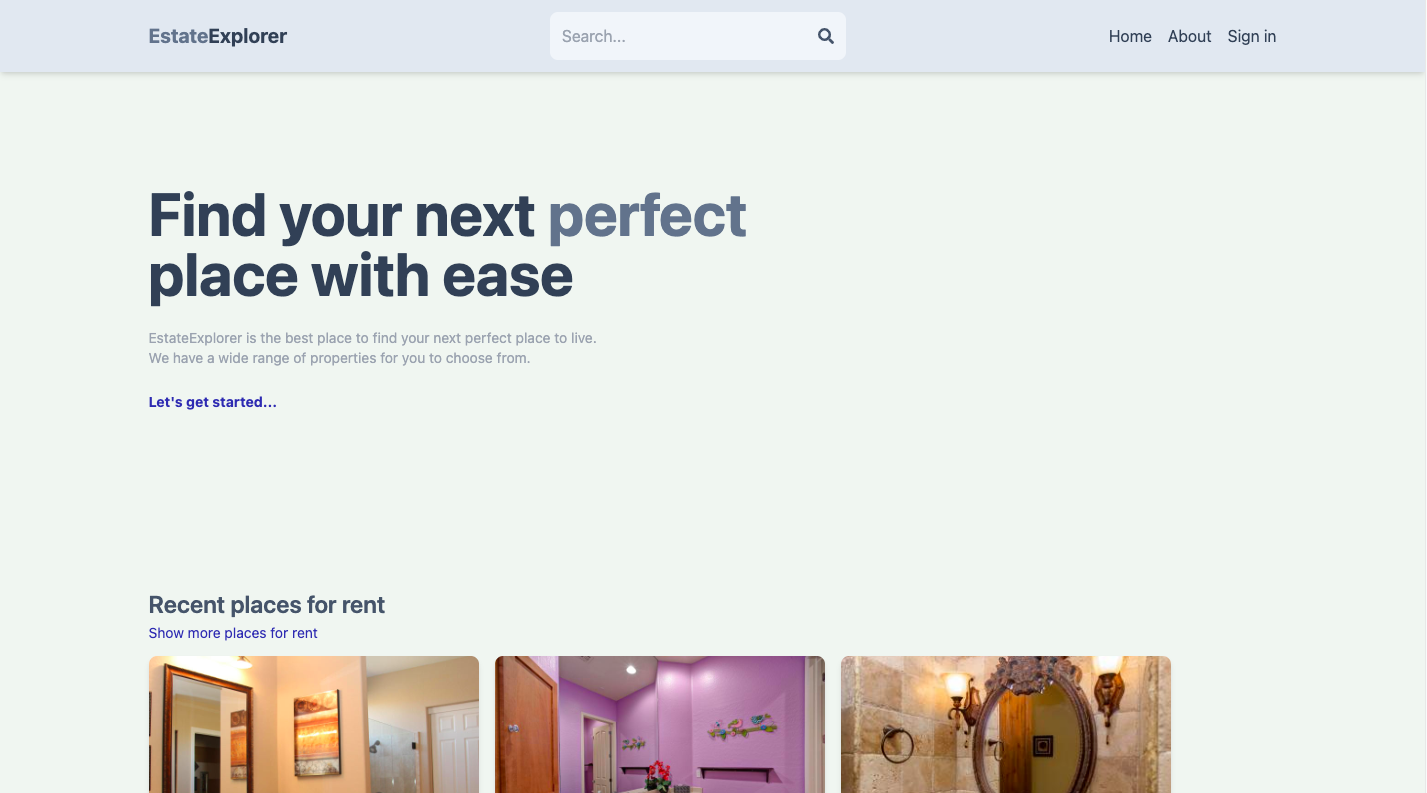 EstateExplorer
Search...
Home About Sign in
Find your next perfect
place with ease
EstateExplorer is the best place to find your next perfect place to live.
We have a wide range of properties for you to choose from.
Let's get started...
Recent places for rent
Show more places for rent